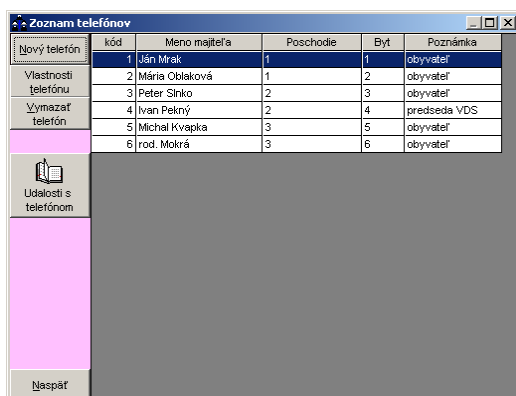 Zoznam telefónov
Nový telefón
Vlastnosti
telefónu
Vymazať
telefón
Udalosti s
telefónom
Naspäť
kód Meno majiteľa Poschodie Byt Poznámka
1 Ján Mrak 1 1 obyvateľ
2 Mária Oblaková 1 2 obyvateľ
3 Peter Slnko 2 3 obyvateľ
4 Ivan Pekný 2 4 predseda VDS
5 Michal Kvapka 3 5 obyvateľ
6 rod. Mokrá 3 6 obyvateľ